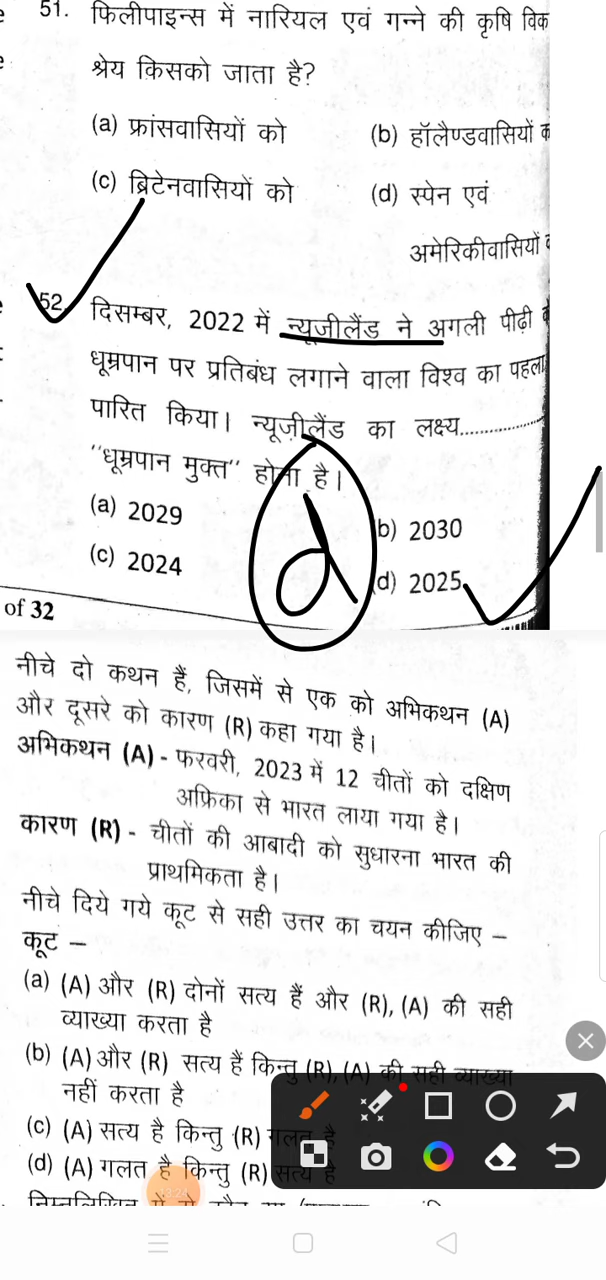 51. फिलीपाइन्स में नारियल एवं गन्ने की कृषि
श्रेय किसको जाता है?
(a) फ्रांसवासियों को
(b) हॉलैण्डवासियों
(c) ब्रिटेनवासियों को
(d) स्पेन एवं
अमेरिकीवासियों
52. दिसम्बर, 2022 में न्यूजीलैंड ने अगली पीढ़ी
धूम्रपान पर प्रतिबंध लगाने वाला विश्व का पहला
पारित किया। न्यूजीलैंड का लक्ष्य..............
"धूम्रपान मुक्त" होना है।
(a) 2029
(b) 2030
(c) 2024
(d) 2025
d
of 32
नीचे दो कथन हैं, जिसमें से एक को अभिकथन (A)
और दूसरे को कारण (R) कहा गया है।
अभिकथन (A) - फरवरी, 2023 में 12 चीतों को दक्षिण
अफ्रिका से भारत लाया गया है।
कारण (R) - चीतों की आबादी को सुधारना भारत की
प्राथमिकता है।
नीचे दिये गये कूट से सही उत्तर का चयन कीजिए –
कूट –
(a) (A) और (R) दोनों सत्य हैं और (R), (A) की सही
व्याख्या करता है
(b) (A) और (R) सत्य हैं किन्तु (R), (A) की सही व्याख्या
नहीं करता है
(c) (A) सत्य है किन्तु (R) गलत है
(d) (A) गलत है किन्तु (R) सत्य है